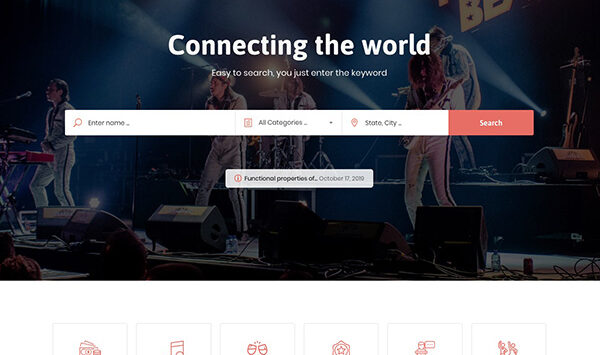 Connecting the world
Easy to search, you just enter the keyword
Enter name ...
All Categories ...
State, City ...
Search
Functional properties of... October 17, 2019